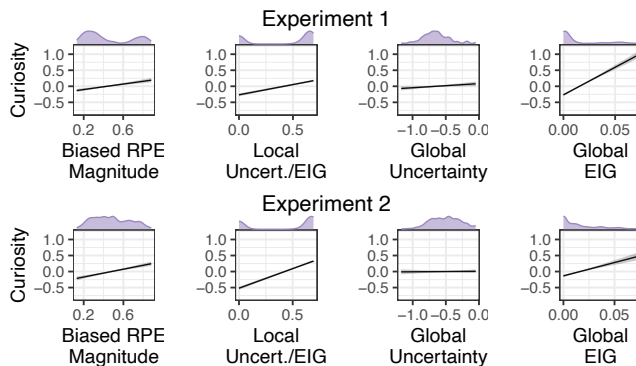 Experiment 1
Curiosity
1.0
0.5
0.0
−0.5
0.2 0.6
Biased RPE
Magnitude
1.0
0.5
0.0
−0.5
0.0 0.5
Local
Uncert./EIG
1.0
0.5
0.0
−0.5
−1.0 −0.5 0.0
Global
Uncertainty
1.0
0.5
0.0
−0.5
0.00 0.05
Global
EIG
Experiment 2
Curiosity
1.0
0.5
0.0
−0.5
0.2 0.6
Biased RPE
Magnitude
1.0
0.5
0.0
−0.5
0.0 0.5
Local
Uncert./EIG
1.0
0.5
0.0
−0.5
−1.0 −0.5 0.0
Global
Uncertainty
1.0
0.5
0.0
−0.5
0.00 0.05
Global
EIG